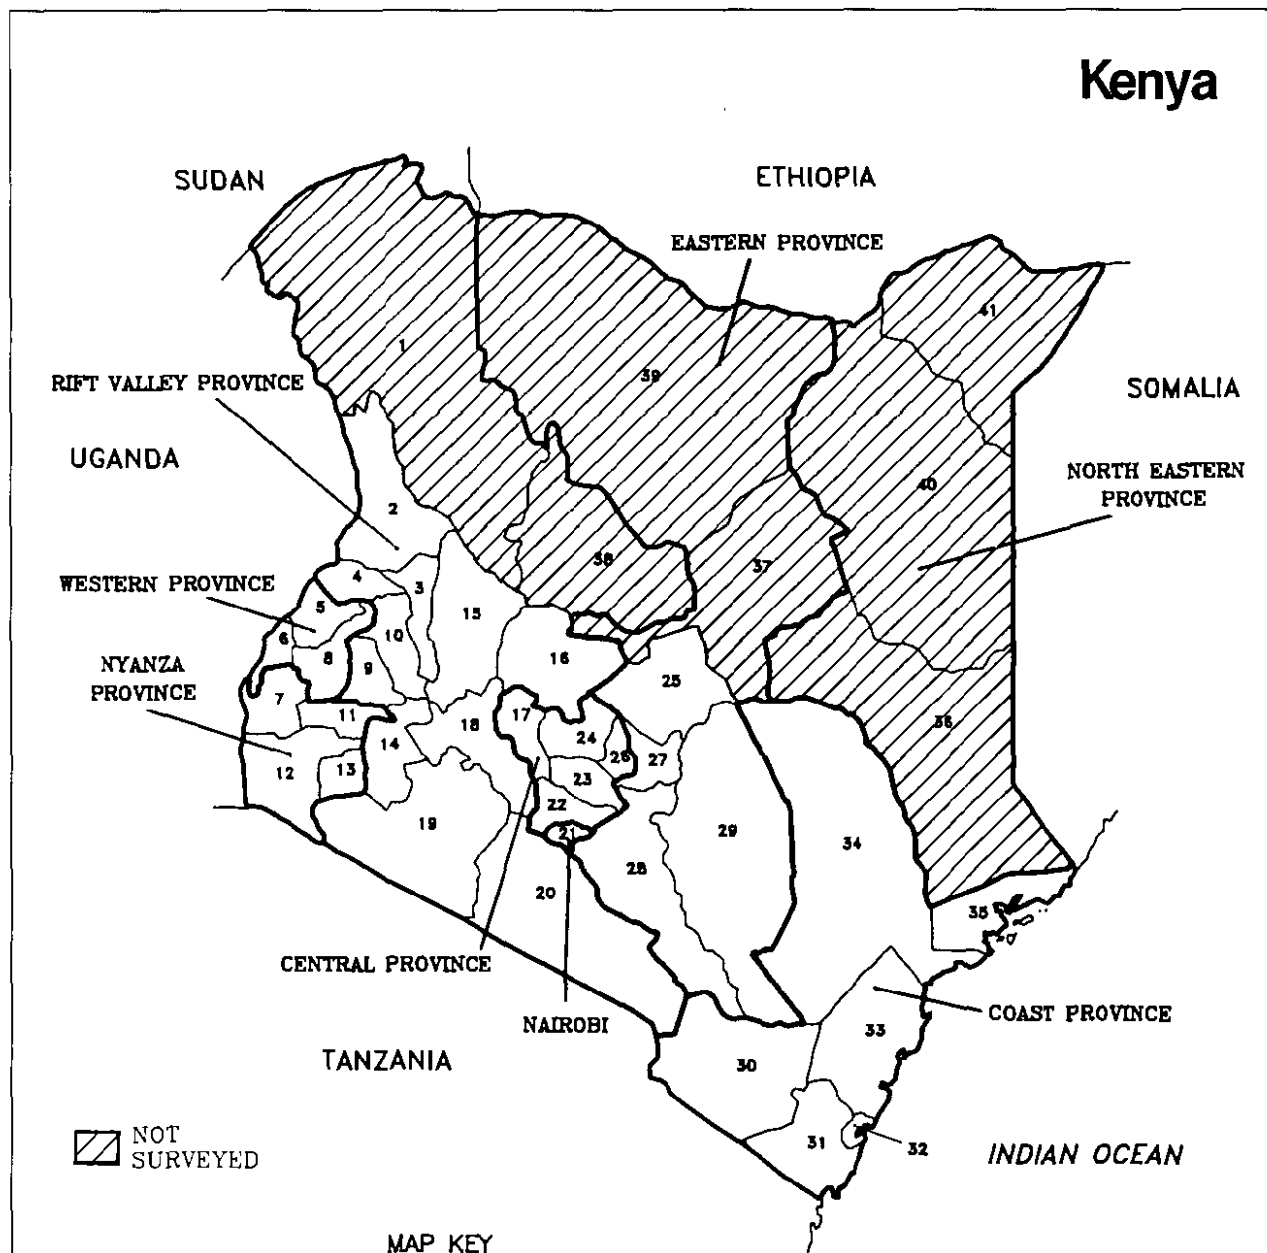 Kenya
SUDAN
ETHIOPIA
EASTERN PROVINCE
41
1
39
RIFT VALLEY PROVINCE
SOMALIA
UGANDA
NORTH EASTERN
PROVINCE
40
2
38
37
WESTERN PROVINCE
4
3
5
15
6
10
8
9
16
NYANZA
PROVINCE
7
25
11
17
18
24
14
36
26
27
12
13
23
22
19
21
29
34
28
20
35
CENTRAL PROVINCE
NAIROBI
COAST PROVINCE
33
TANZANIA
30
31
32
NOT
SURVEYED
INDIAN OCEAN
MAP KEY